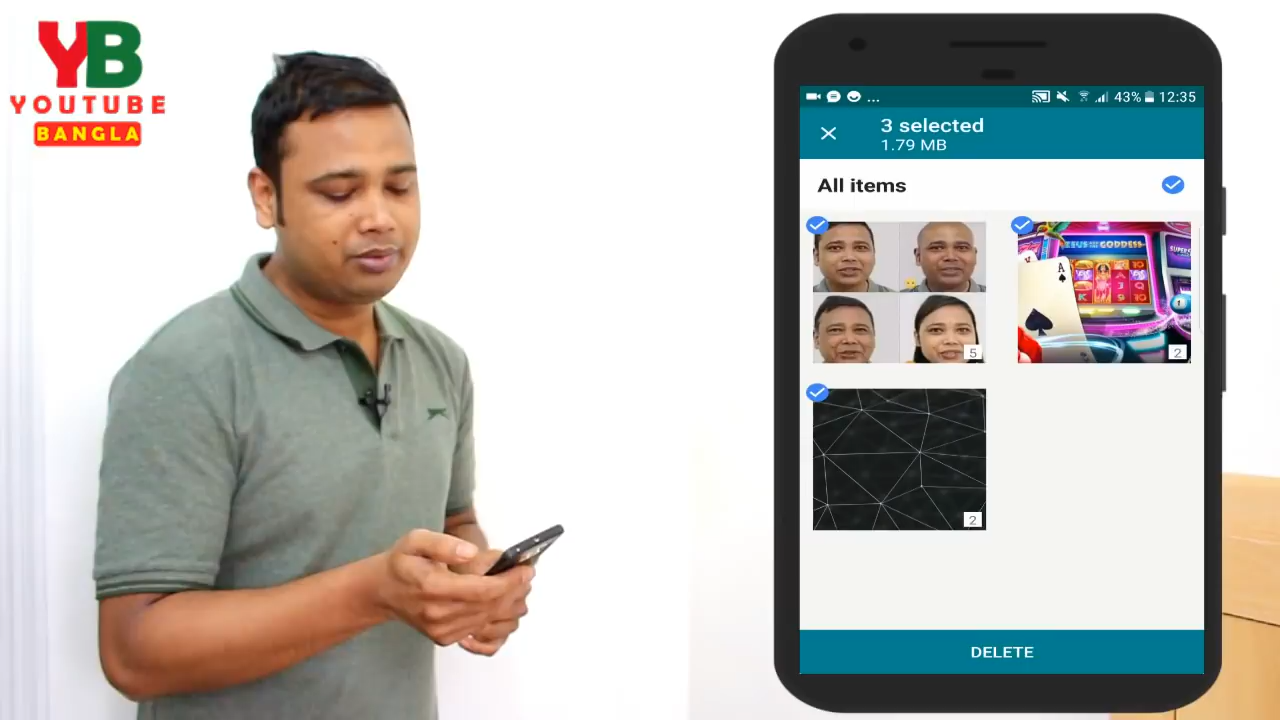 YB
YOUTUBE
BANGLA
... 43% 12:35
3 selected
1.79 MB
All items
5
2
2
DELETE